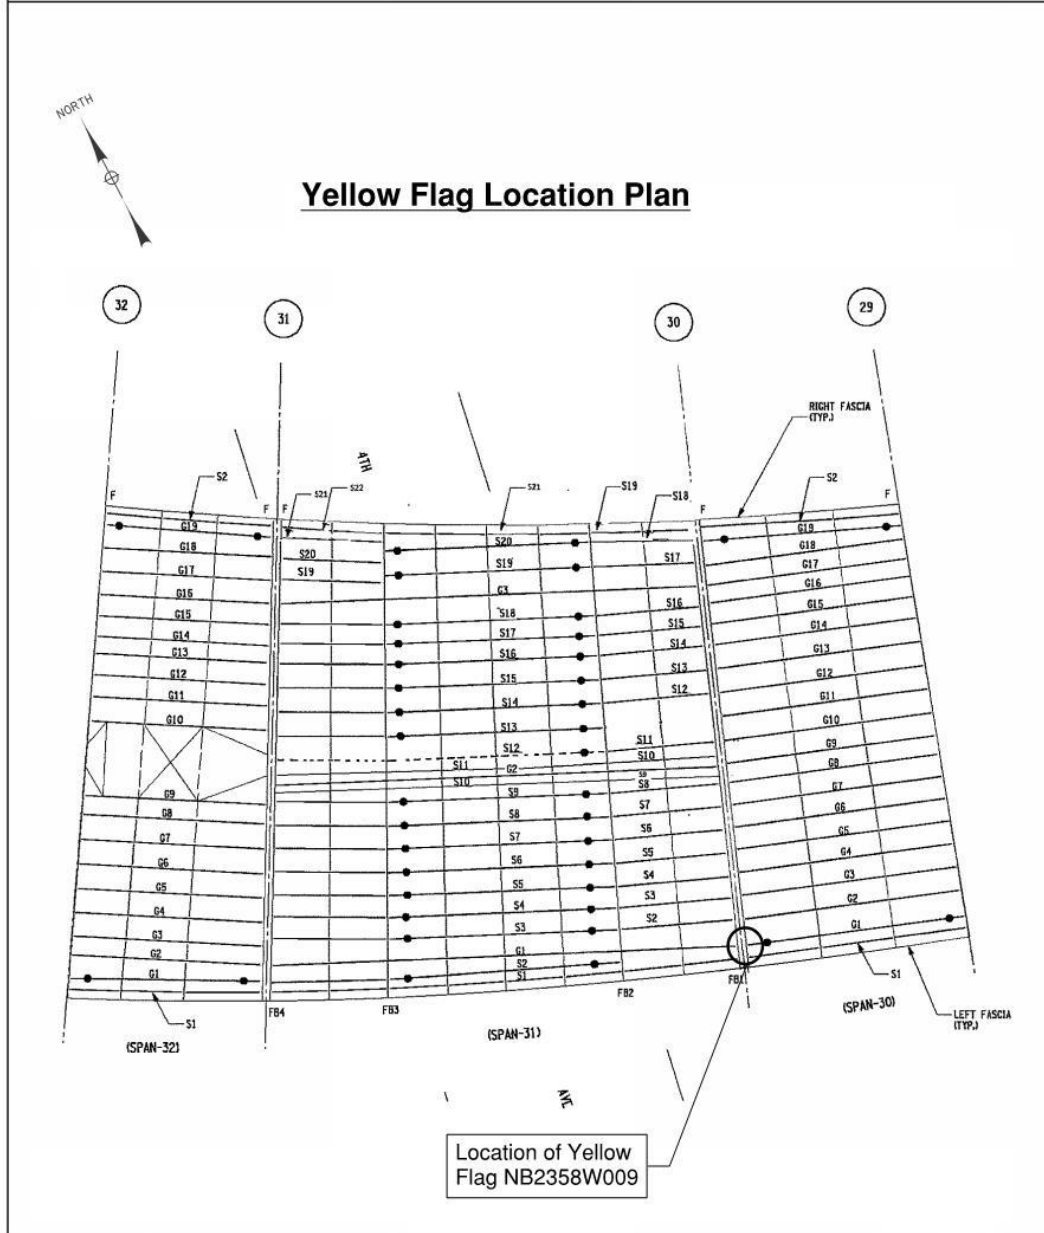 NORTH
Yellow Flag Location Plan
32
31
30
29
RIGHT FASCIA
(TYP.)
4TH
S2
S21
S22
S21
S19
S18
S2
F
F
F
F
F
G19
G18
G17
G16
G15
G14
G13
G12
G11
G10
G9
G8
G7
G6
G5
G4
G3
G2
G1
S1
S20
S19
S20
S19
G3
S18
S17
S16
S15
S14
S13
S12
S11
G2
S10
S9
S8
S7
S6
S5
S4
S3
G1
S2
S1
S17
S16
S15
S14
S13
S12
S11
S10
S9
S8
S7
S6
S5
S4
S3
S2
G19
G18
G17
G16
G15
G14
G13
G12
G11
G10
G9
G8
G7
G6
G5
G4
G3
G2
G1
S1
FB4
FB3
FB2
FB1
(SPAN-32)
(SPAN-31)
(SPAN-30)
LEFT FASCIA
(TYP.)
AVE
Location of Yellow
Flag NB2358W009